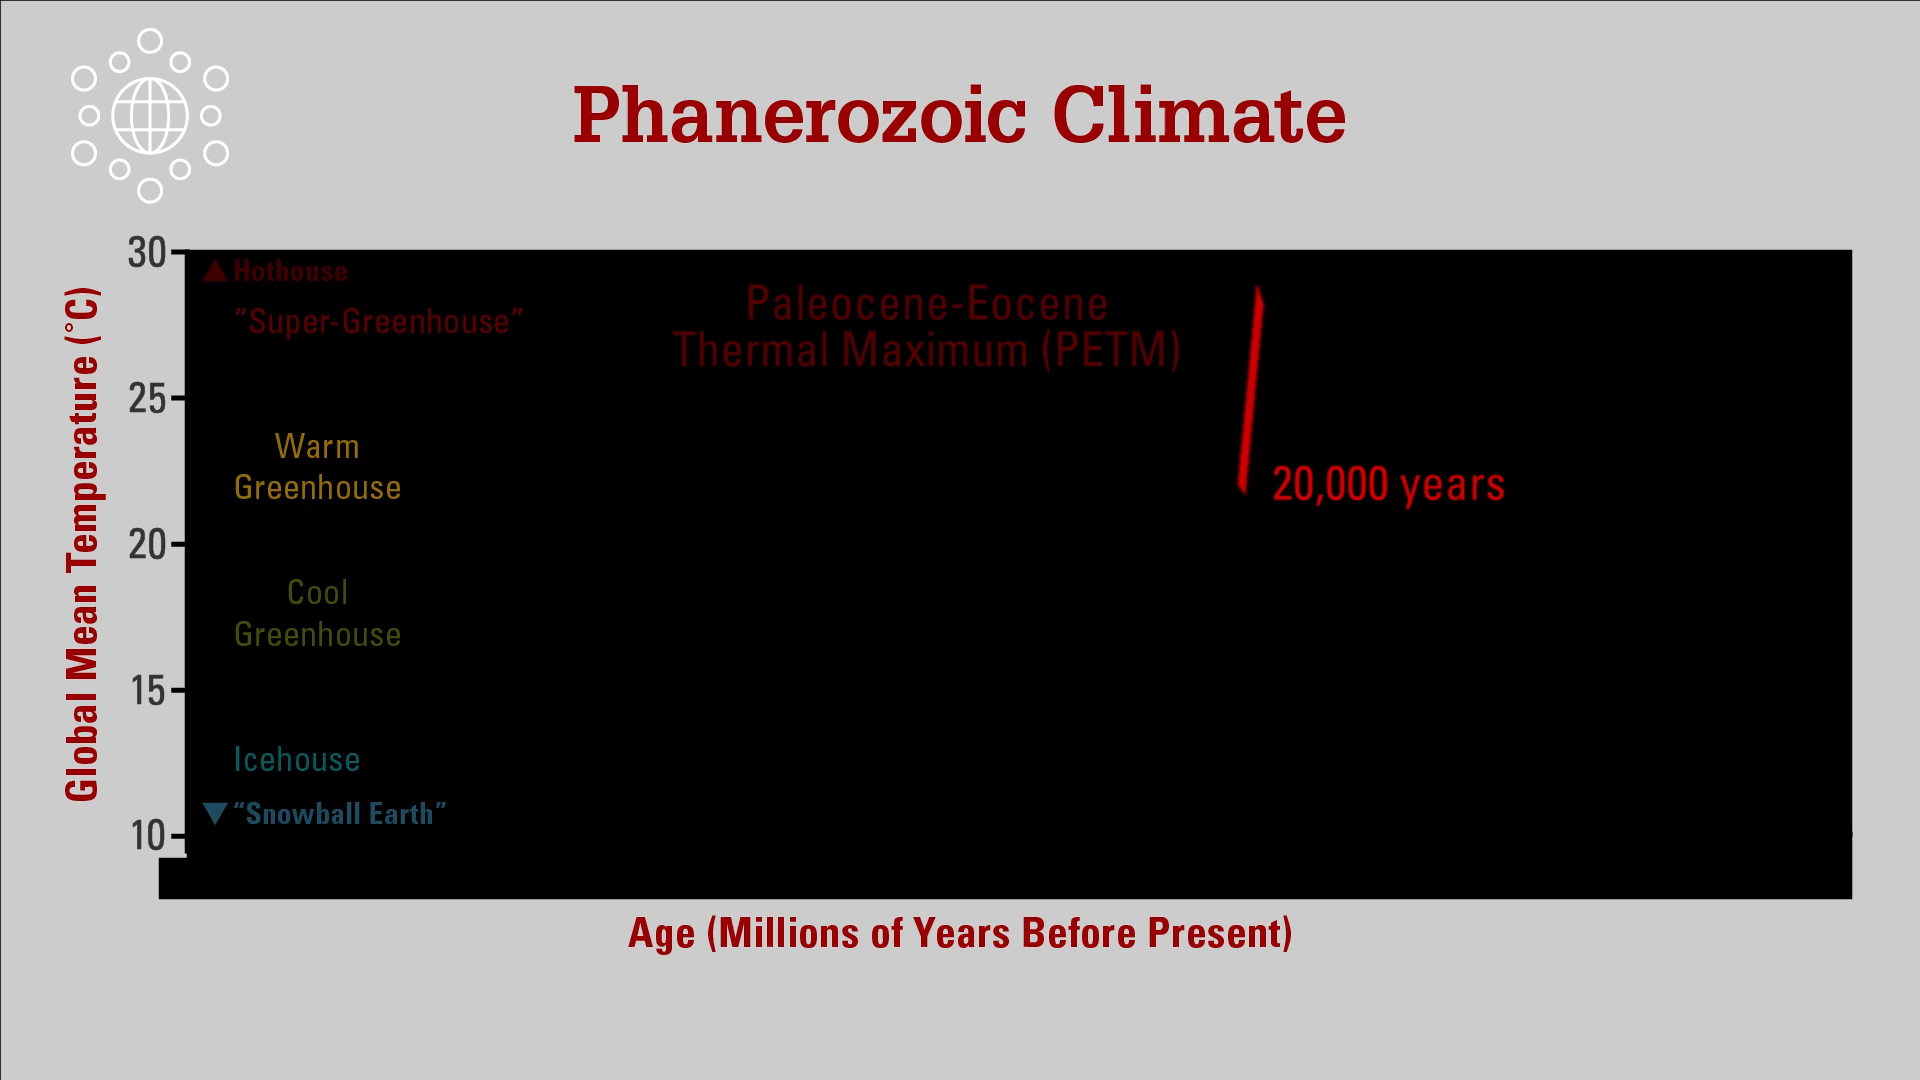 Phanerozoic Climate
Global Mean Temperature (˚C)
30
25
20
15
10
▲ Hothouse
“Super-Greenhouse”
Warm
Greenhouse
Cool
Greenhouse
Icehouse
▼ “Snowball Earth”
Paleocene-Eocene
Thermal Maximum (PETM)
20,000 years
Age (Millions of Years Before Present)